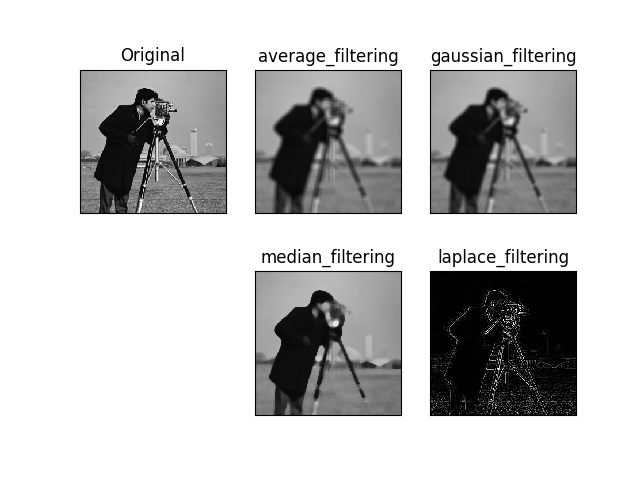 Original
average_filtering
gaussian_filtering
median_filtering
laplace_filtering